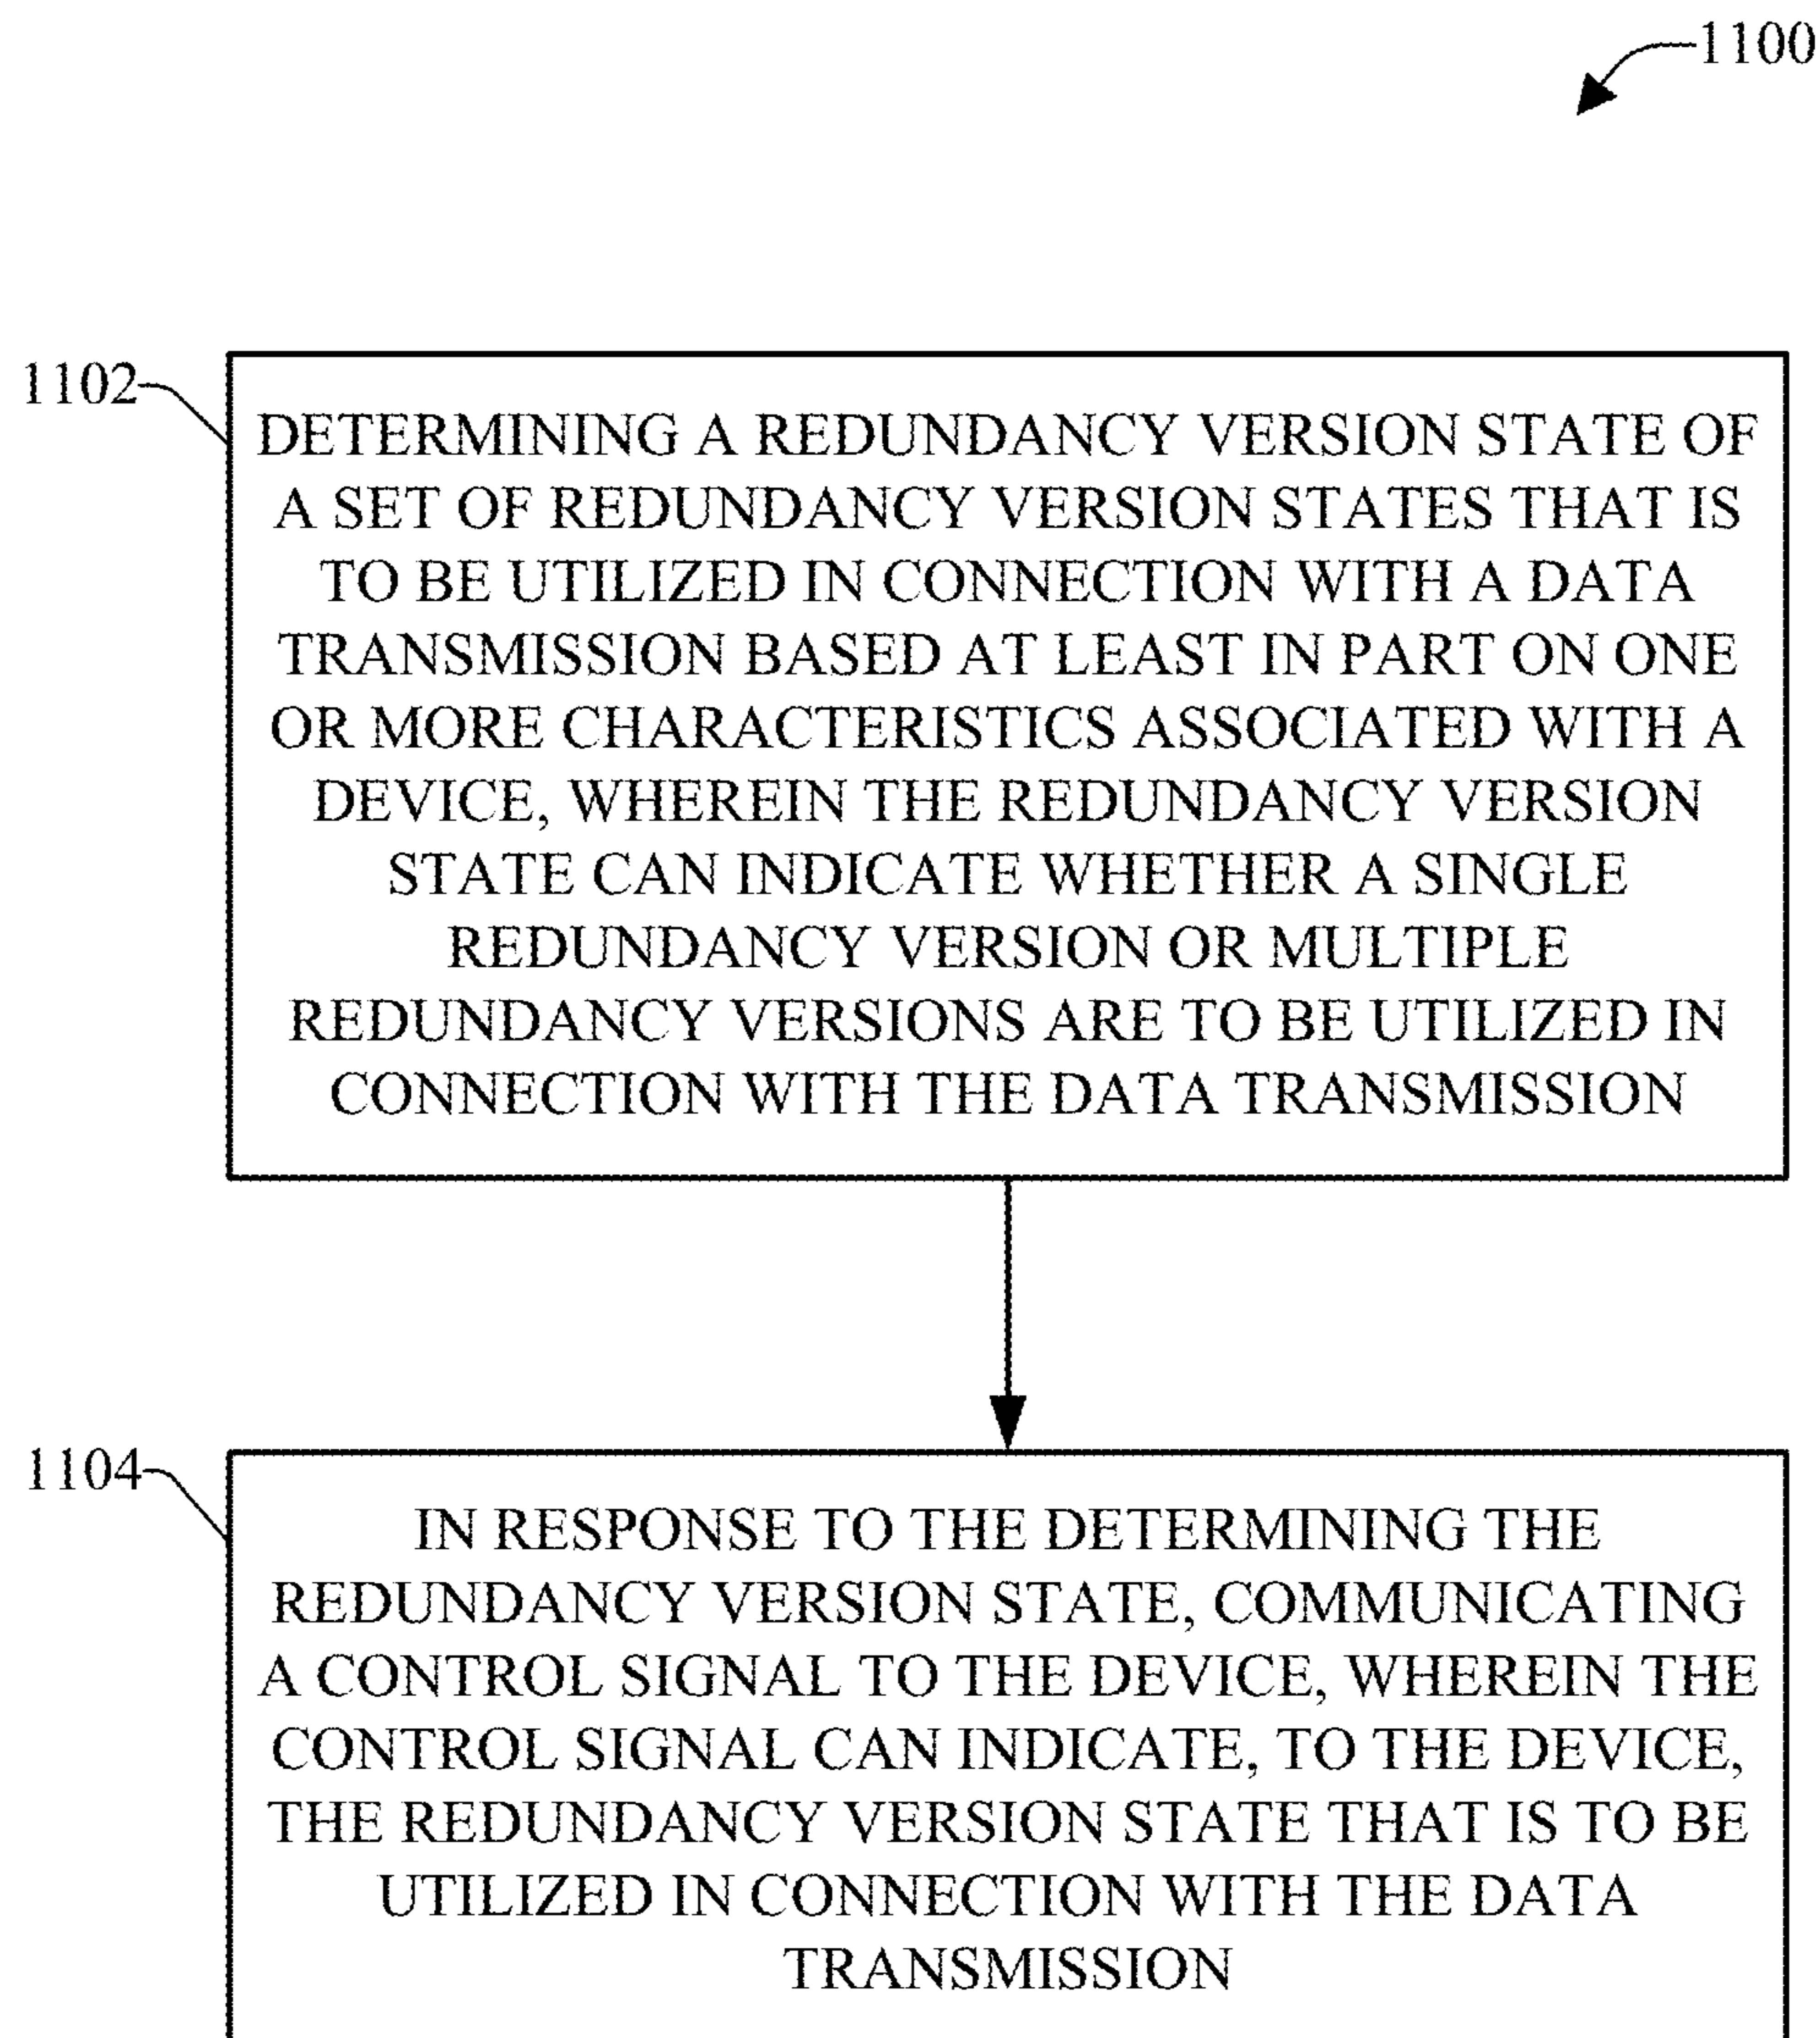 1100
1102
DETERMINING A REDUNDANCY VERSION STATE OF
A SET OF REDUNDANCY VERSION STATES THAT IS
TO BE UTILIZED IN CONNECTION WITH A DATA
TRANSMISSION BASED AT LEAST IN PART ON ONE
OR MORE CHARACTERISTICS ASSOCIATED WITH A
DEVICE, WHEREIN THE REDUNDANCY VERSION
STATE CAN INDICATE WHETHER A SINGLE
REDUNDANCY VERSION OR MULTIPLE
REDUNDANCY VERSIONS ARE TO BE UTILIZED IN
CONNECTION WITH THE DATA TRANSMISSION
1104
IN RESPONSE TO THE DETERMINING THE
REDUNDANCY VERSION STATE, COMMUNICATING
A CONTROL SIGNAL TO THE DEVICE, WHEREIN THE
CONTROL SIGNAL CAN INDICATE, TO THE DEVICE,
THE REDUNDANCY VERSION STATE THAT IS TO BE
UTILIZED IN CONNECTION WITH THE DATA
TRANSMISSION